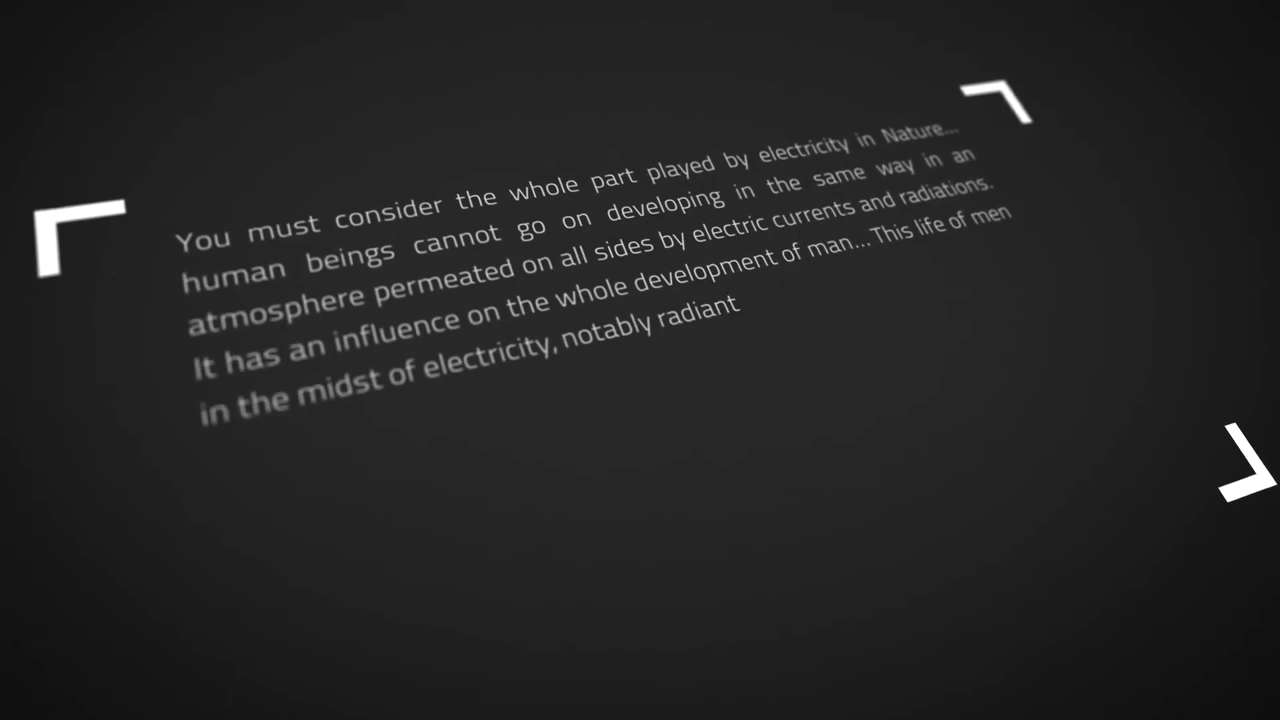 You must consider the whole part played by electricity in Nature...
human beings cannot go on developing in the same way in an
atmosphere permeated on all sides by electric currents and radiations.
It has an influence on the whole development of man... This life of men
in the midst of electricity, notably radiant